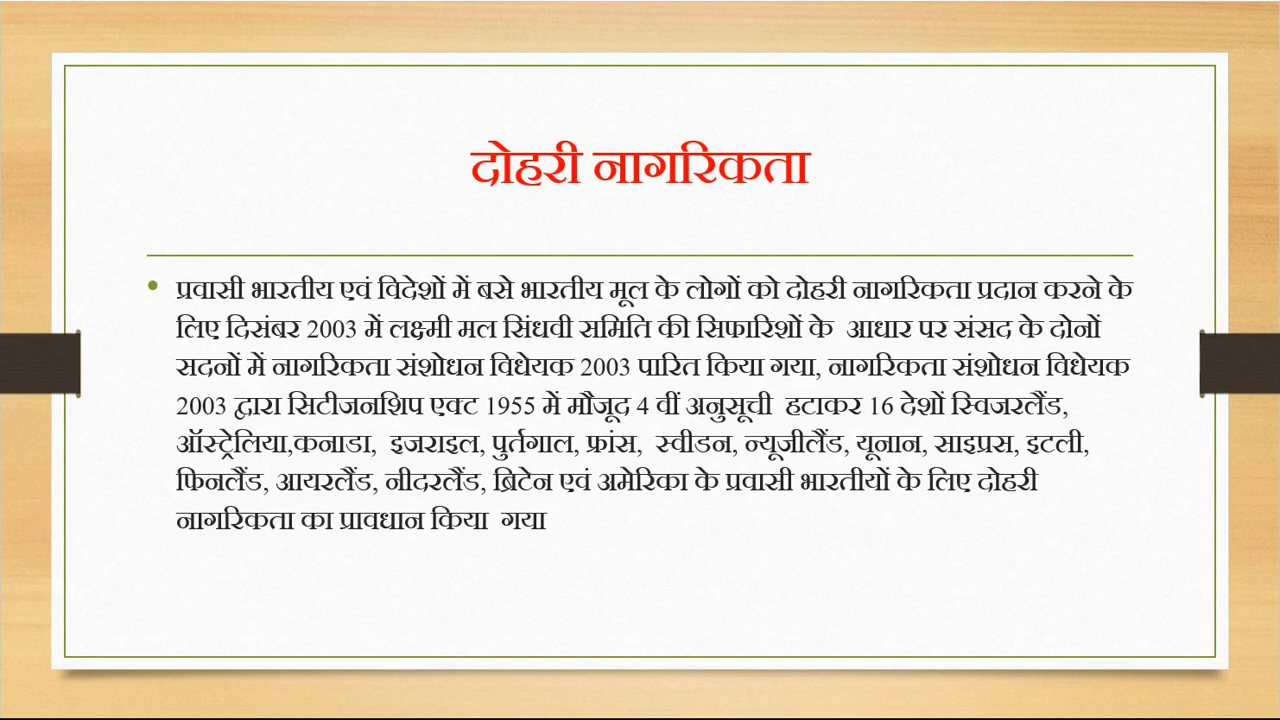 दोहरी नागरिकता
• प्रवासी भारतीय एवं विदेशों में बसे भारतीय मूल के लोगों को दोहरी नागरिकता प्रदान करने के
लिए दिसंबर 2003 में लक्ष्मी मल सिंधवी समिति की सिफारिशों के आधार पर संसद के दोनों
सदनों में नागरिकता संशोधन विधेयक 2003 पारित किया गया, नागरिकता संशोधन विधेयक
2003 द्वारा सिटीजनशिप एक्ट 1955 में मौजूद 4 वीं अनुसूची हटाकर 16 देशों स्विजरलैंड,
ऑस्ट्रेलिया,कनाडा, इजराइल, पुर्तगाल, फ्रांस, स्वीडन, न्यूजीलैंड, यूनान, साइप्रस, इटली,
फिनलैंड, आयरलैंड, नीदरलैंड, ब्रिटेन एवं अमेरिका के प्रवासी भारतीयों के लिए दोहरी
नागरिकता का प्रावधान किया गया